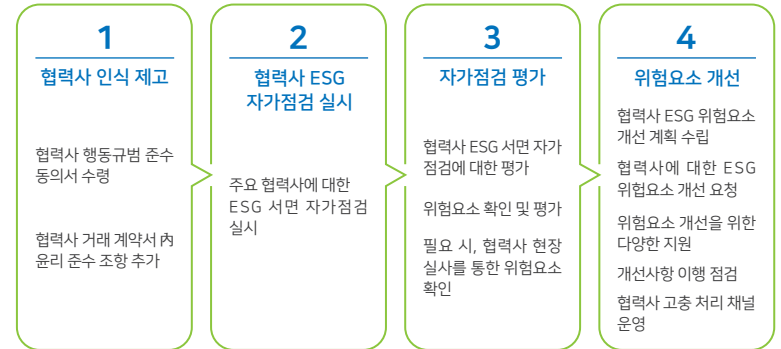 1
협력사 인식 제고
협력사 행동규범 준수
동의서 수령
협력사 거래 계약서 內
윤리 준수 조항 추가
2
협력사 ESG
자가점검 실시
주요 협력사에 대한
ESG 서면 자가점검
실시
3
자가점검 평가
협력사 ESG 서면 자가
점검에 대한 평가
위험요소 확인 및 평가
필요 시, 협력사 현장
실사를 통한 위험요소
확인
4
위험요소 개선
협력사 ESG 위험요소
개선 계획 수립
협력사에 대한 ESG
위협요소 개선 요청
위험요소 개선을 위한
다양한 지원
개선사항 이행 점검
협력사 고충 처리 채널
운영